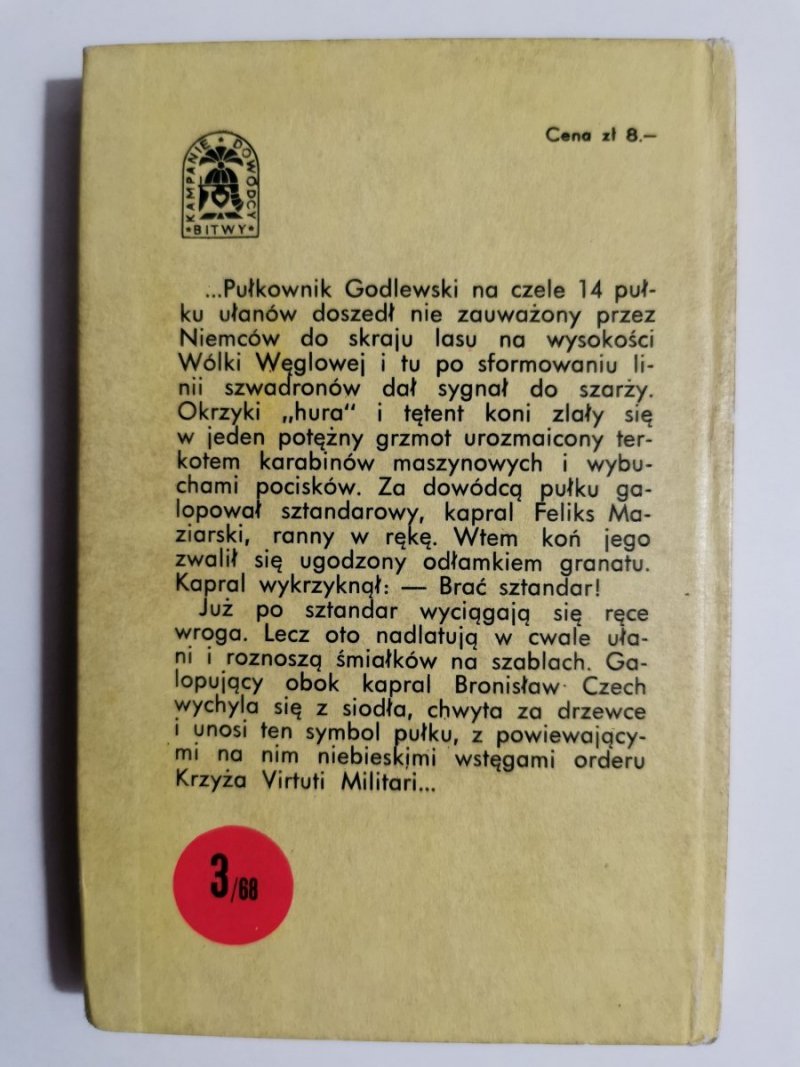 KAMPANIE • DOWÓDCY
•BITWY•
Cena zł 8.—
...Pułkownik Godlewski na czele 14 puł-
ku ułanów doszedł nie zauważony przez
Niemców do skraju lasu na wysokości
Wólki Węglowej i tu po sformowaniu li-
nii szwadronów dał sygnał do szarży.
Okrzyki „hura" i tętent koni zlały się
w jeden potężny grzmot urozmaicony ter-
kotem karabinów maszynowych i wybu-
chami pocisków. Za dowódcą pułku ga-
lopował sztandarowy, kapral Feliks Ma-
ziarski, ranny w rękę. Wtem koń jego
zwalił się ugodzony odłamkiem granatu.
Kapral wykrzyknął: — Brać sztandar!
Już po sztandar wyciągają się ręce
wroga. Lecz oto nadlatują w cwale uła-
ni i roznoszą śmiałków na szablach. Ga-
lopujący obok kapral Bronisław Czech
wychyla się z siodła, chwyta za drzewce
i unosi ten symbol pułku, z powiewający-
mi na nim niebieskimi wstęgami orderu
Krzyża Virtuti Militari...
3/68